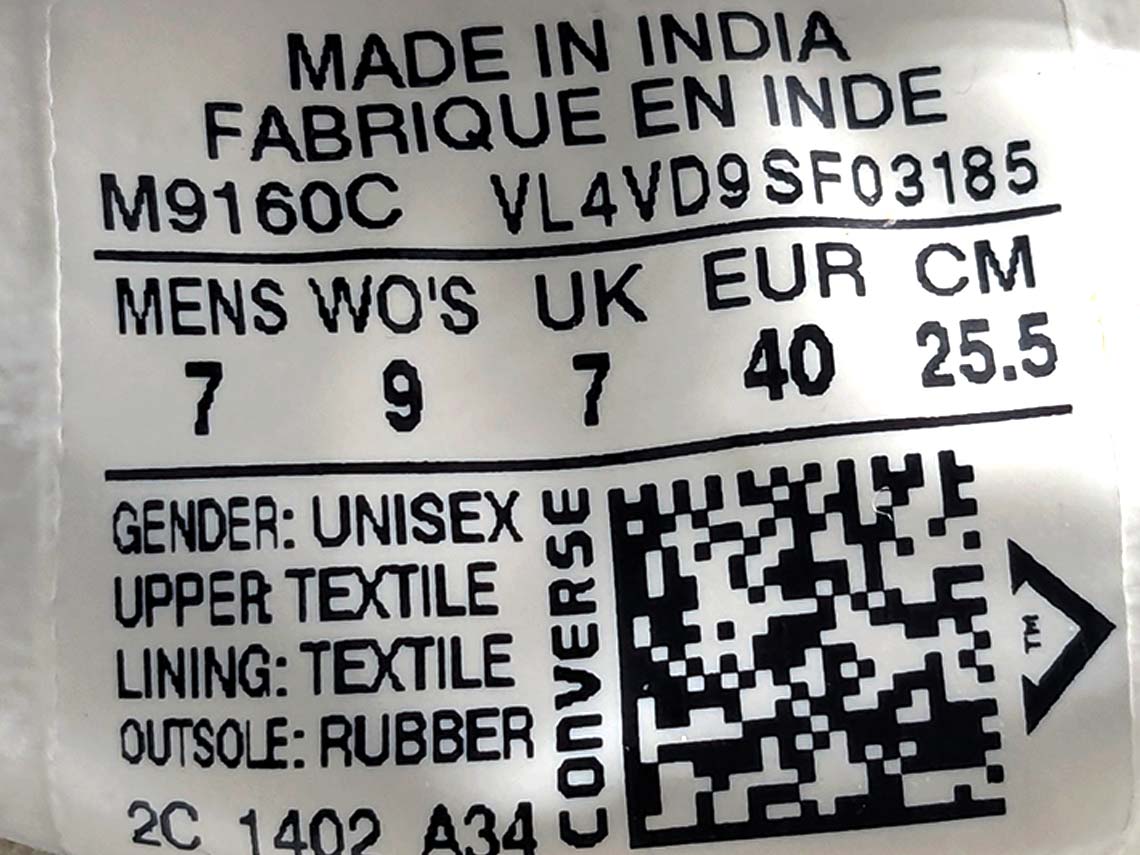 MADE IN INDIA
FABRIQUE EN INDE
M9160C VL4VD9SF03185
MENS WO'S UK EUR CM
7 9 7 40 25.5
GENDER: UNISEX
UPPER TEXTILE
LINING: TEXTILE
OUTSOLE: RUBBER
2C 1402 A34
CONVERSE
TM